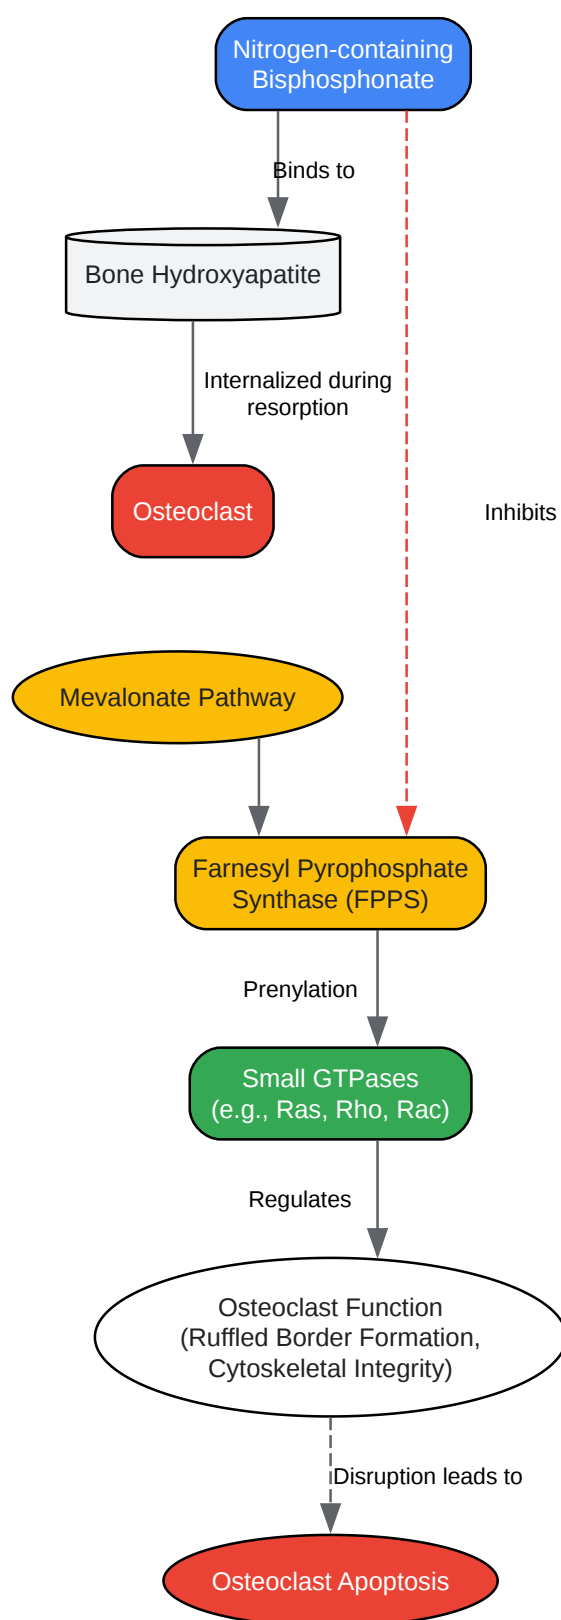 Nitrogen-containing
Bisphosphonate
Binds to
Bone Hydroxyapatite
Internalized during
resorption
Osteoclast
Inhibits
Mevalonate Pathway
Farnesyl Pyrophosphate
Synthase (FPPS)
Prenylation
Small GTPases
(e.g., Ras, Rho, Rac)
Regulates
Osteoclast Function
(Ruffled Border Formation,
Cytoskeletal Integrity)
Disruption leads to
Osteoclast Apoptosis